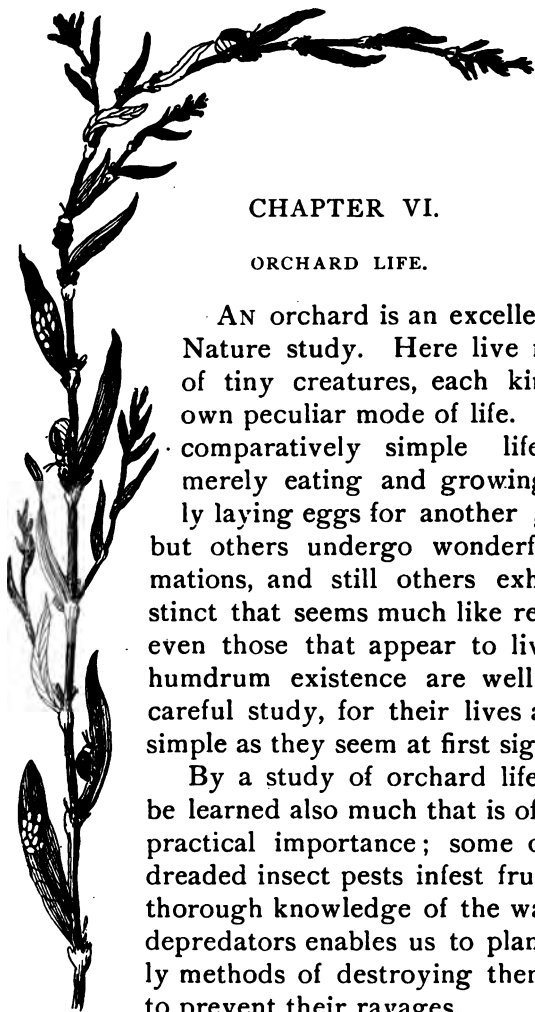 CHAPTER VI.
ORCHARD LIFE.
AN orchard is an excelle
Nature study. Here live
of tiny creatures, each ki
own peculiar mode of life.
comparatively simple life
merely eating and growing
ly laying eggs for another
but others undergo wonderf
mations, and still others exh
stinct that seems much like re
even those that appear to liv
humdrum existence are well
careful study, for their lives a
simple as they seem at first sig
By a study of orchard life
be learned also much that is of
practical importance; some o
dreaded insect pests infest fru
thorough knowledge of the wa
depredators enables us to plan
ly methods of destroying them
to prevent their ravages